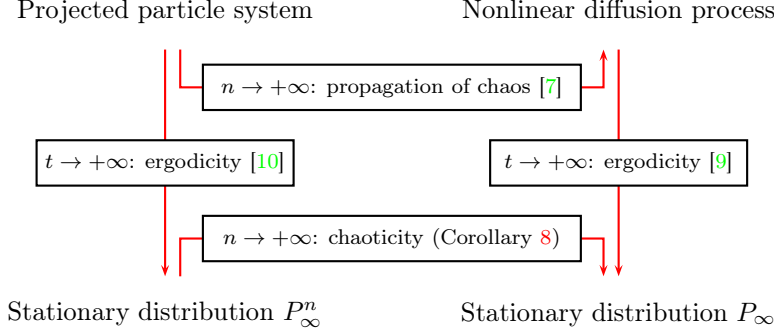 Projected particle system
Nonlinear diffusion process
n → +∞: propagation of chaos [7]
t → +∞: ergodicity [10]
t → +∞: ergodicity [9]
n → +∞: chaoticity (Corollary 8)
Stationary distribution P^n_∞
Stationary distribution P_∞